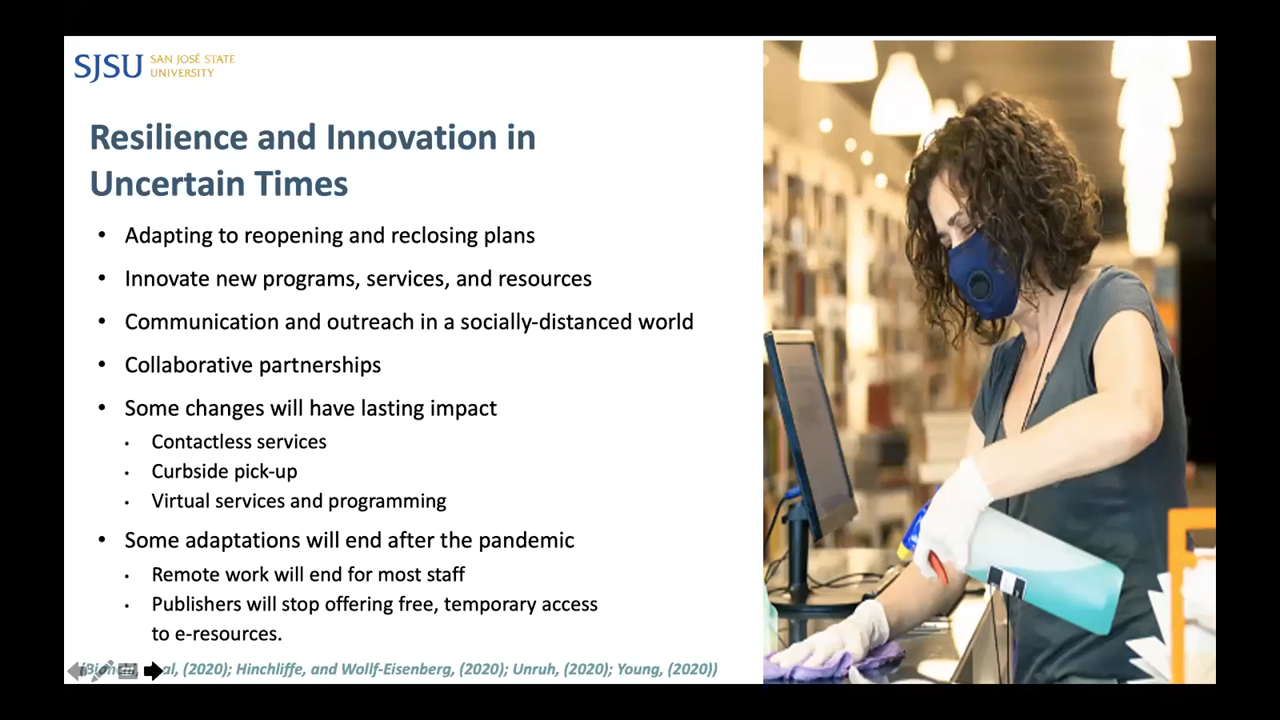 SJSU SAN JOSÉ STATE
UNIVERSITY
Resilience and Innovation in
Uncertain Times
• Adapting to reopening and reclosing plans
• Innovate new programs, services, and resources
• Communication and outreach in a socially-distanced world
• Collaborative partnerships
• Some changes will have lasting impact
• Contactless services
• Curbside pick-up
• Virtual services and programming
• Some adaptations will end after the pandemic
• Remote work will end for most staff
• Publishers will stop offering free, temporary access
to e-resources.
al, (2020); Hinchliffe, and Wollf-Eisenberg, (2020); Unruh, (2020); Young, (2020))